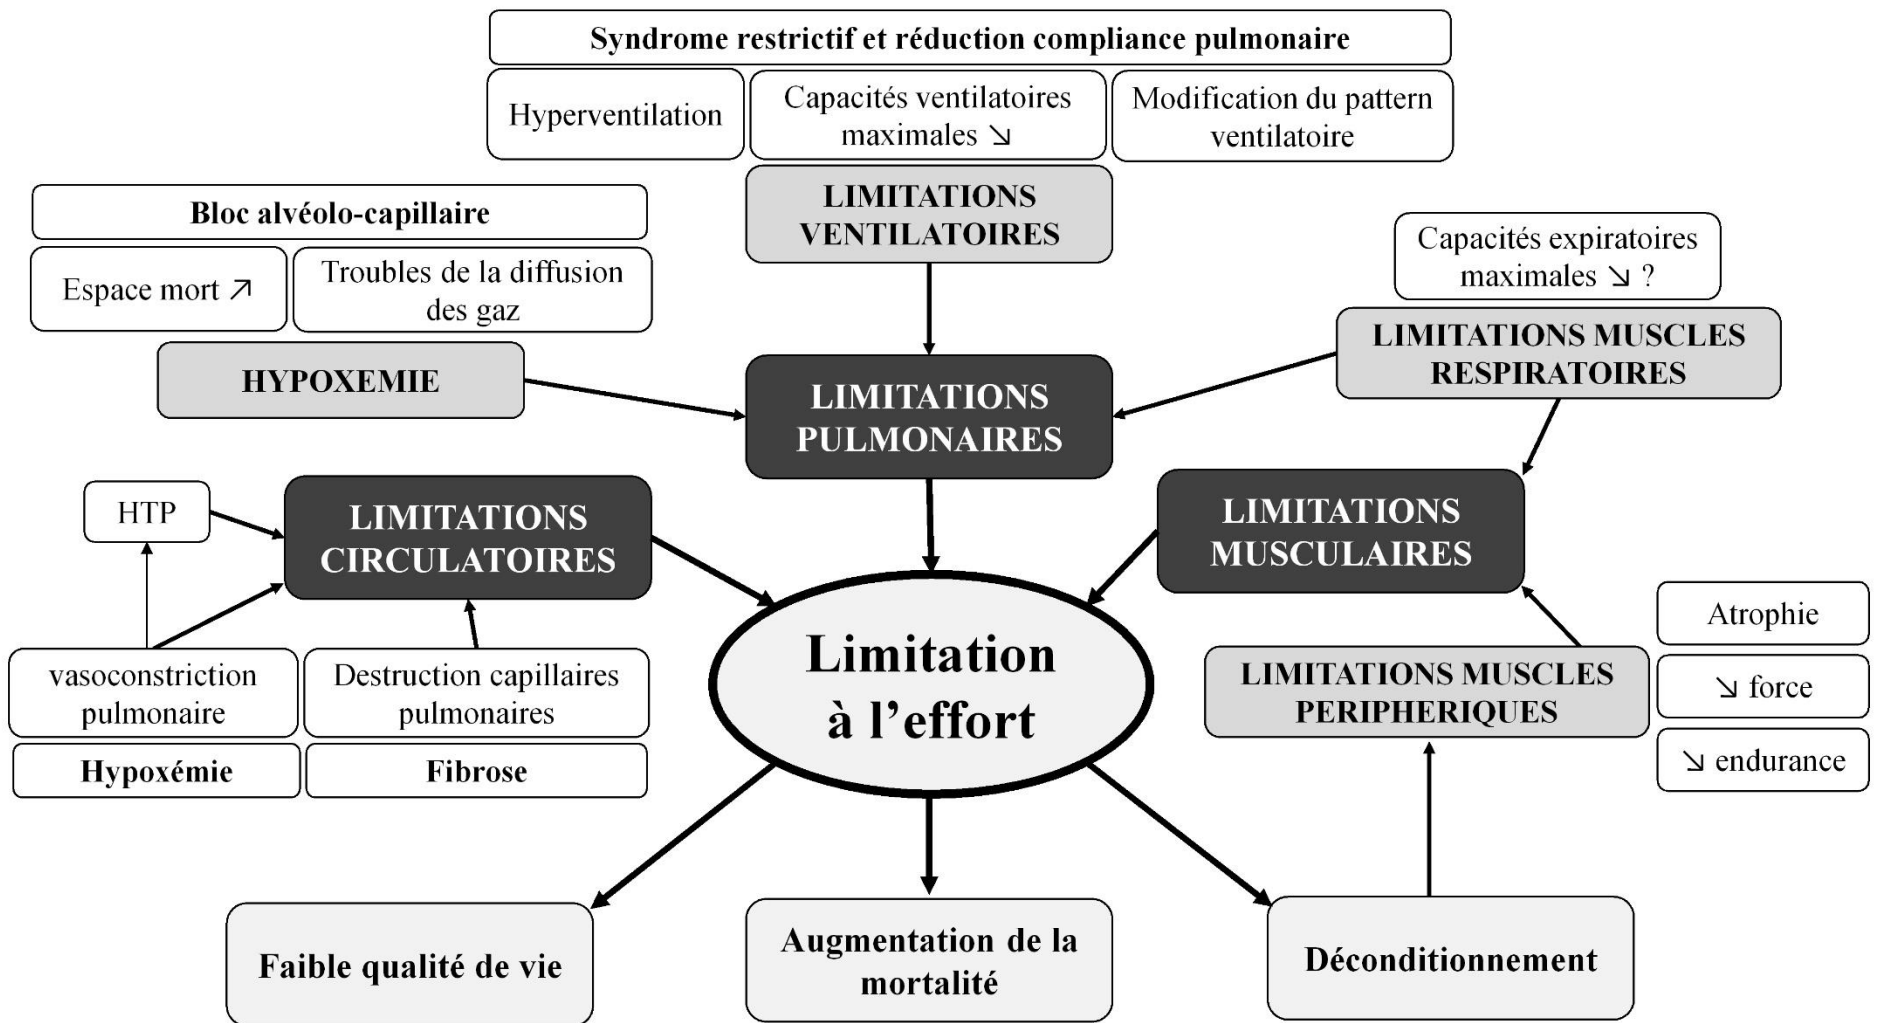 Syndrome restrictif et réduction compliance pulmonaire
Hyperventilation
Capacités ventilatoires
maximales ↘
Modification du pattern
ventilatoire
LIMITATIONS
VENTILATOIRES
Bloc alvéolo-capillaire
Espace mort ↗
Troubles de la diffusion
des gaz
HYPOXEMIE
Capacités expiratoires
maximales ↘ ?
LIMITATIONS MUSCLES
RESPIRATOIRES
LIMITATIONS
PULMONAIRES
HTP
LIMITATIONS
CIRCULATOIRES
LIMITATIONS
MUSCULAIRES
vasoconstriction
pulmonaire
Destruction capillaires
pulmonaires
Hypoxémie
Fibrose
Limitation
à l’effort
LIMITATIONS MUSCLES
PERIPHERIQUES
Atrophie
↘ force
↘ endurance
Faible qualité de vie
Augmentation de la
mortalité
Déconditionnement